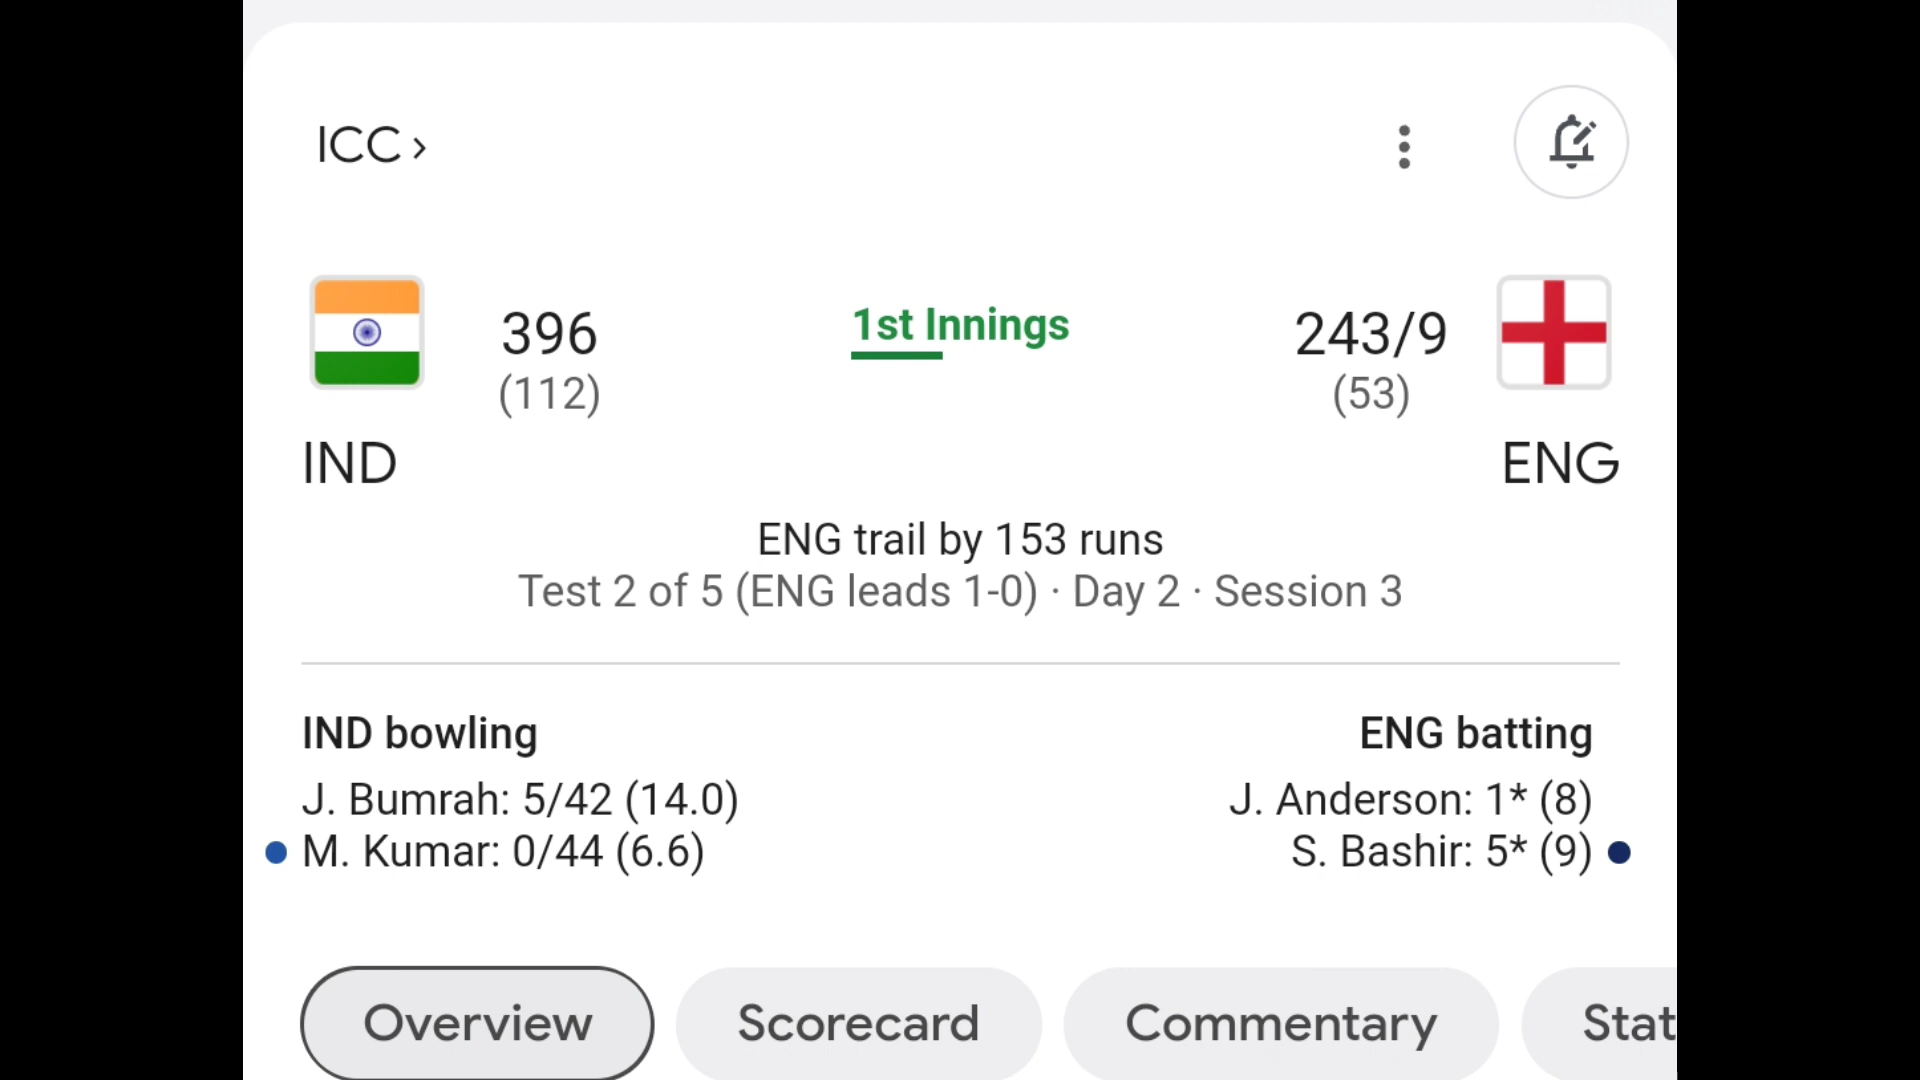 ICC ›
396
(112)
1st Innings
243/9
(53)
IND
ENG
ENG trail by 153 runs
Test 2 of 5 (ENG leads 1-0) · Day 2 · Session 3
IND bowling
J. Bumrah: 5/42 (14.0)
M. Kumar: 0/44 (6.6)
ENG batting
J. Anderson: 1* (8)
S. Bashir: 5* (9)
Overview
Scorecard
Commentary
Stat